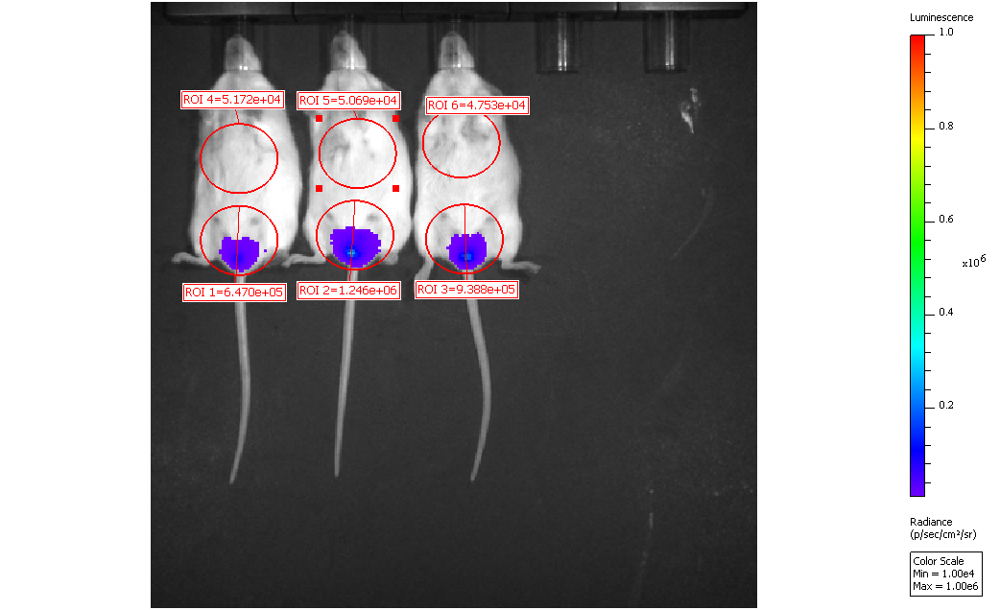 Luminescence
1.0
0.8
0.6
x10⁶
0.4
0.2
ROI 4=5.172e+04
ROI 5=5.069e+04
ROI 6=4.753e+04
ROI 1=6.470e+05
ROI 2=1.246e+06
ROI 3=9.388e+05
Radiance
(p/sec/cm²/sr)
Color Scale
Min = 1.00e4
Max = 1.00e6